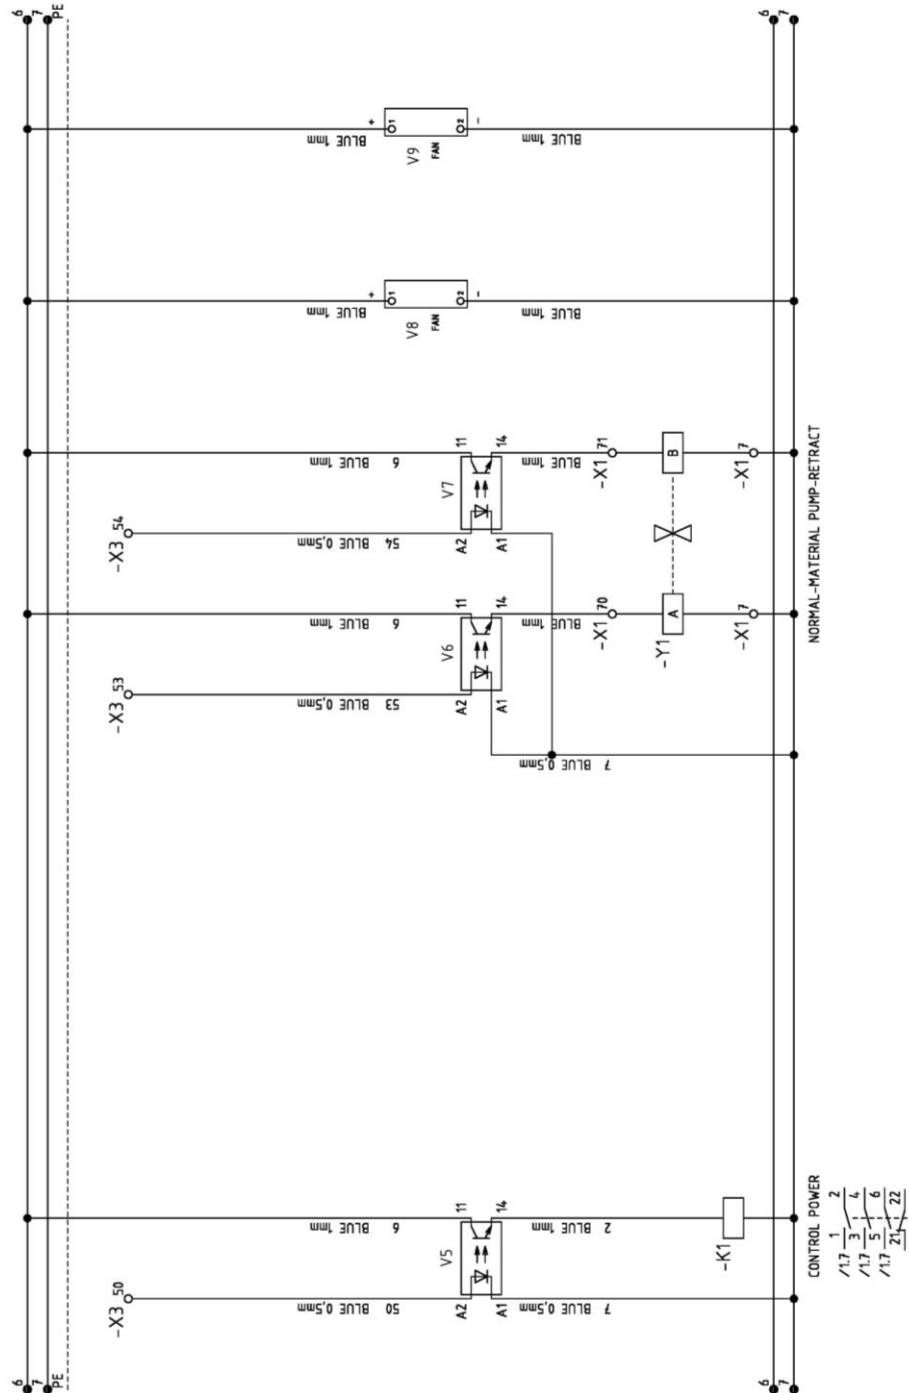 6
7
PE
6
7
PE
-X3 50
50 BLUE 0,5mm
6 BLUE 1mm
V5
A2
11
A1
14
7 BLUE 0,5mm
2 BLUE 1mm
-K1
-X3 53
53 BLUE 0,5mm
6 BLUE 1mm
V6
A2
11
A1
14
7 BLUE 0,5mm
BLUE 1mm
-X1 70
-Y1
A
-X1 7
-X3 54
54 BLUE 0,5mm
6 BLUE 1mm
V7
A2
11
A1
14
BLUE 1mm
-X1 71
B
-X1 7
BLUE 1mm
+
1
V8
FAN
2
-
BLUE 1mm
BLUE 1mm
+
1
V9
FAN
2
-
BLUE 1mm
6
7
6
7
CONTROL POWER
NORMAL-MATERIAL PUMP-RETRACT
/1.7 1 2
/1.7 3 4
/1.7 5 6
21 22